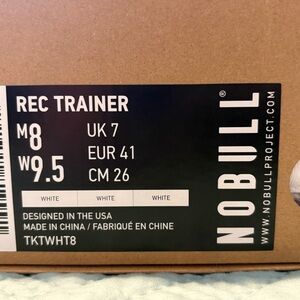 REC TRAINER
M8 UK 7
W9.5 EUR 41
CM 26
WHITE WHITE WHITE
DESIGNED IN THE USA
MADE IN CHINA / FABRIQUÉ EN CHINE
TKTWHT8
NOBULL®
WWW.NOBULLPROJECT.COM